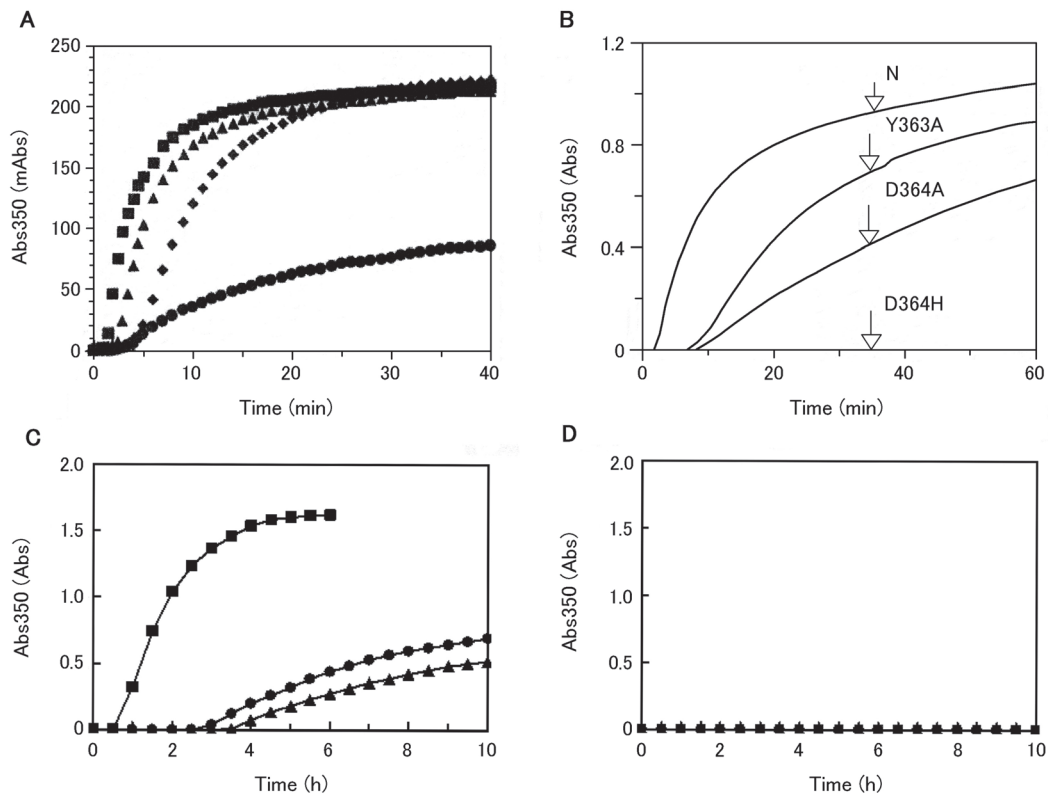 A
250
200
150
100
50
0
Abs350 (mAbs)
0 10 20 30 40
Time (min)
B
1.2
0.8
0.4
0
Abs350 (Abs)
N
Y363A
D364A
D364H
0 20 40 60
Time (min)
C
2.0
1.5
1.0
0.5
0
Abs350 (Abs)
0 2 4 6 8 10
Time (h)
D
2.0
1.5
1.0
0.5
0
Abs350 (Abs)
0 2 4 6 8 10
Time (h)